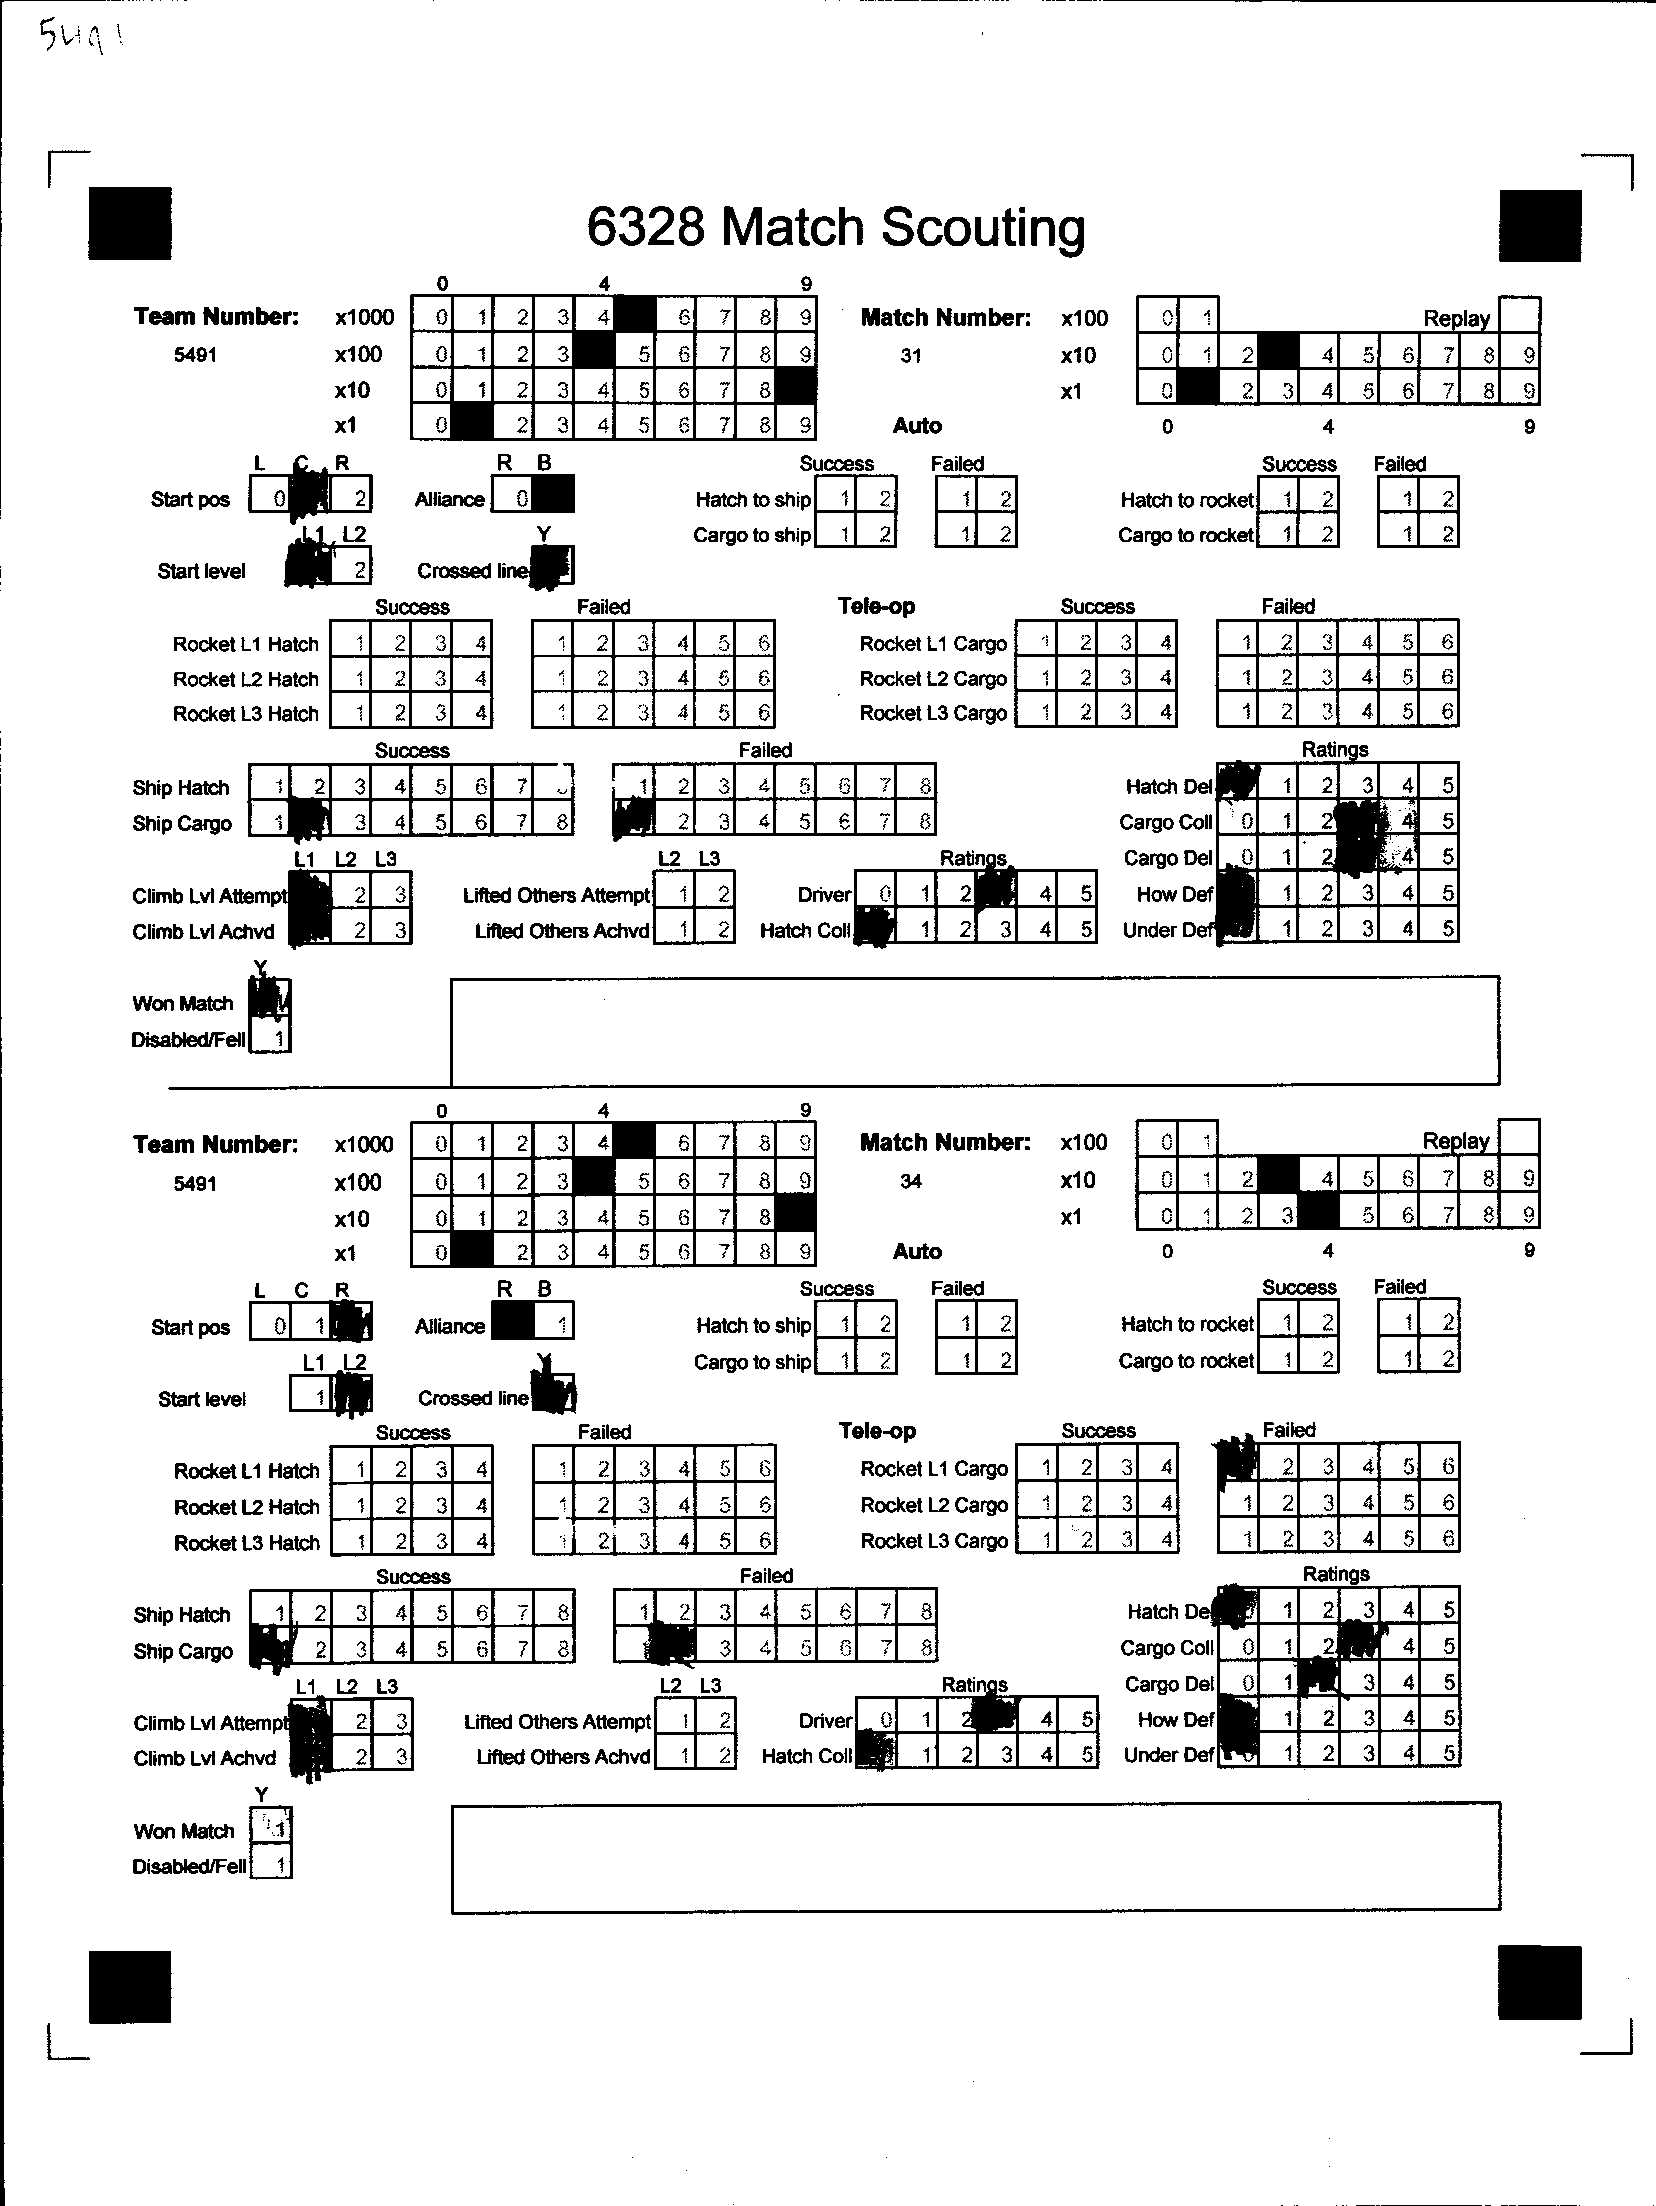 5491
6328 Match Scouting
0 4 9
Team Number: x1000 0 1 2 3 4 6 7 8 9 Match Number: x100 0 1 Replay
5491 x100 0 1 2 3 5 6 7 8 9 31 x10 0 1 2 4 5 6 7 8 9
x10 0 1 2 3 4 5 6 7 8 x1 0 2 3 4 5 6 7 8 9
x1 0 2 3 4 5 6 7 8 9 Auto 0 4 9
L C R R B Success Failed Success Failed
Start pos 0 2 Alliance 0 Hatch to ship 1 2 1 2 Hatch to rocket 1 2 1 2
L1 L2 Y Cargo to ship 1 2 1 2 Cargo to rocket 1 2 1 2
Start level 2 Crossed line
Success Failed Tele-op Success Failed
Rocket L1 Hatch 1 2 3 4 1 2 3 4 5 6 Rocket L1 Cargo 1 2 3 4 1 2 3 4 5 6
Rocket L2 Hatch 1 2 3 4 1 2 3 4 5 6 Rocket L2 Cargo 1 2 3 4 1 2 3 4 5 6
Rocket L3 Hatch 1 2 3 4 1 2 3 4 5 6 Rocket L3 Cargo 1 2 3 4 1 2 3 4 5 6
Success Failed Ratings
Ship Hatch 1 2 3 4 5 6 7 1 2 3 4 5 6 7 8 Hatch Del 1 2 3 4 5
Ship Cargo 1 3 4 5 6 7 8 2 3 4 5 6 7 8 Cargo Coll 0 1 2 4 5
L1 L2 L3 L2 L3 Ratings Cargo Del 0 1 2 4 5
Climb Lvl Attempt 2 3 Lifted Others Attempt 1 2 Driver 0 1 2 4 5 How Def 1 2 3 4 5
Climb Lvl Achvd 2 3 Lifted Others Achvd 1 2 Hatch Coll 1 2 3 4 5 Under Def 1 2 3 4 5
Y
Won Match
Disabled/Fell 1
0 4 9
Team Number: x1000 0 1 2 3 4 6 7 8 9 Match Number: x100 0 1 Replay
5491 x100 0 1 2 3 5 6 7 8 9 34 x10 0 1 2 4 5 6 7 8 9
x10 0 1 2 3 4 5 6 7 8 x1 0 1 2 3 5 6 7 8 9
x1 0 2 3 4 5 6 7 8 9 Auto 0 4 9
L C R R B Success Failed Success Failed
Start pos 0 1 Alliance 1 Hatch to ship 1 2 1 2 Hatch to rocket 1 2 1 2
L1 L2 Y Cargo to ship 1 2 1 2 Cargo to rocket 1 2 1 2
Start level 1 Crossed line
Success Failed Tele-op Success Failed
Rocket L1 Hatch 1 2 3 4 1 2 3 4 5 6 Rocket L1 Cargo 1 2 3 4 2 3 4 5 6
Rocket L2 Hatch 1 2 3 4 1 2 3 4 5 6 Rocket L2 Cargo 1 2 3 4 1 2 3 4 5 6
Rocket L3 Hatch 1 2 3 4 1 2 3 4 5 6 Rocket L3 Cargo 1 2 3 4 1 2 3 4 5 6
Success Failed Ratings
Ship Hatch 1 2 3 4 5 6 7 8 1 2 3 4 5 6 7 8 Hatch De 1 2 3 4 5
Ship Cargo 2 3 4 5 6 7 8 3 4 5 6 7 8 Cargo Coll 0 1 2 4 5
L1 L2 L3 L2 L3 Ratings Cargo Del 0 1 3 4 5
Climb Lvl Attempt 2 3 Lifted Others Attempt 1 2 Driver 0 1 2 4 5 How Def 1 2 3 4 5
Climb Lvl Achvd 2 3 Lifted Others Achvd 1 2 Hatch Coll 1 2 3 4 5 Under Def 1 2 3 4 5
Y
Won Match 1
Disabled/Fell 1